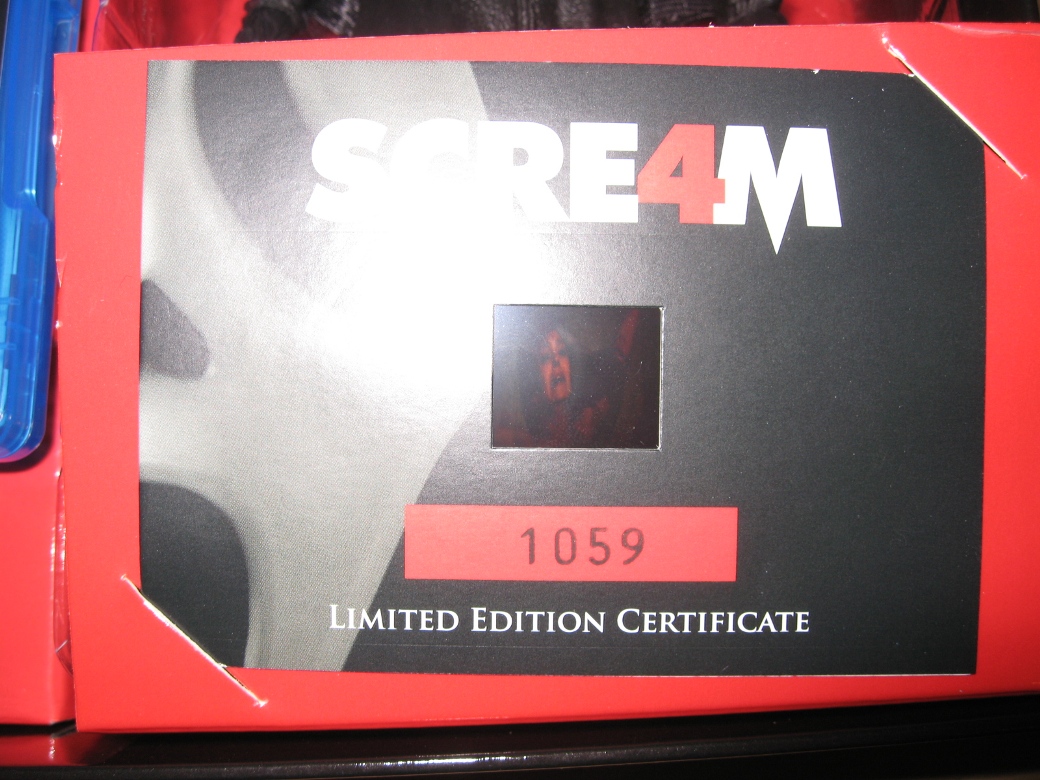 SCRE4M
1059
LIMITED EDITION CERTIFICATE